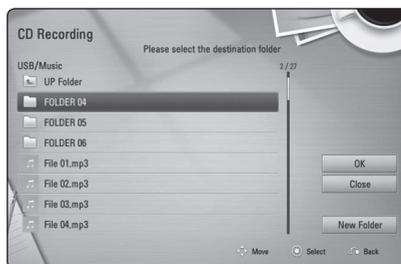 CD Recording
Please select the destination folder
USB/Music
2 / 27
UP Folder
FOLDER 04
FOLDER 05
FOLDER 06
File 01.mp3
OK
File 02.mp3
Close
File 03.mp3
File 04.mp3
New Folder
Move
Select
Back